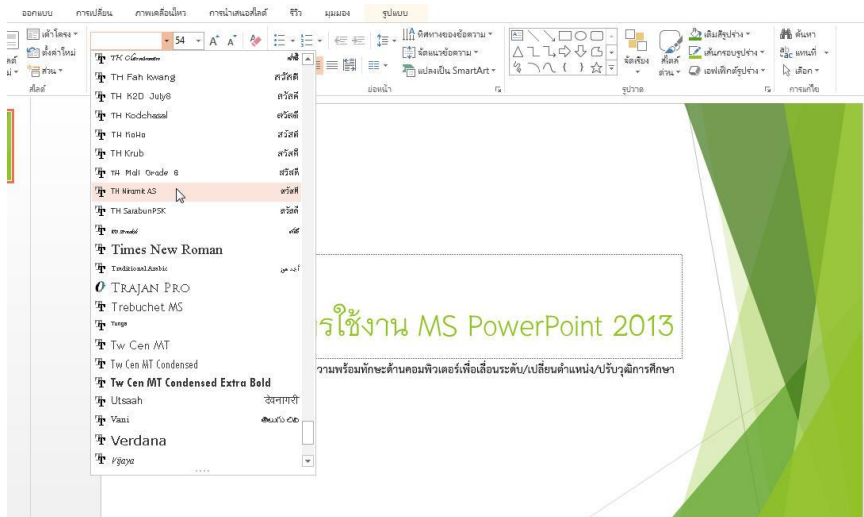 ออกแบบ การเปลี่ยน ภาพเคลื่อนไหว การนำเสนอสไลด์ รีวิว มุมมอง รูปแบบ
เค้าโครง
ตั้งค่าใหม่
ส่วน
สไลด์
54
ทิศทางของข้อความ
จัดแนวข้อความ
แปลงเป็น SmartArt
ย่อหน้า
จัดเรียง
สไตล์ด่วน
เติมสีรูปร่าง
เส้นกรอบรูปร่าง
เอฟเฟ็กต์รูปร่าง
รูปวาด
ค้นหา
แทนที่
เลือก
การแก้ไข
TH Fah kwang สวัสดี
TH K2D July8 สวัสดี
TH Kodchasal สวัสดี
TH KoHo สวัสดี
TH Krub สวัสดี
TH Mali Grade 6 สวัสดี
TH Niramit AS สวัสดี
TH SarabunPSK สวัสดี
Times New Roman
Traditional Arabic
TRAJAN PRO
Trebuchet MS
Tunga
Tw Cen MT
Tw Cen MT Condensed
Tw Cen MT Condensed Extra Bold
Utsaah देवनागरी
Vani
Verdana
Vijaya
รใช้งาน MS PowerPoint 2013
วามพร้อมทักษะด้านคอมพิวเตอร์เพื่อเลื่อนระดับ/เปลี่ยนตำแหน่ง/ปรับวุฒิการศึกษา